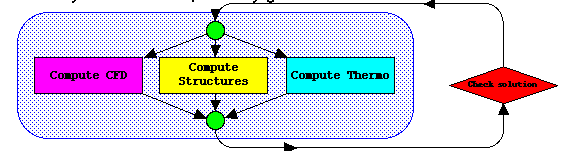 Compute CFD
Compute
Structures
Compute Thermo
Check solution